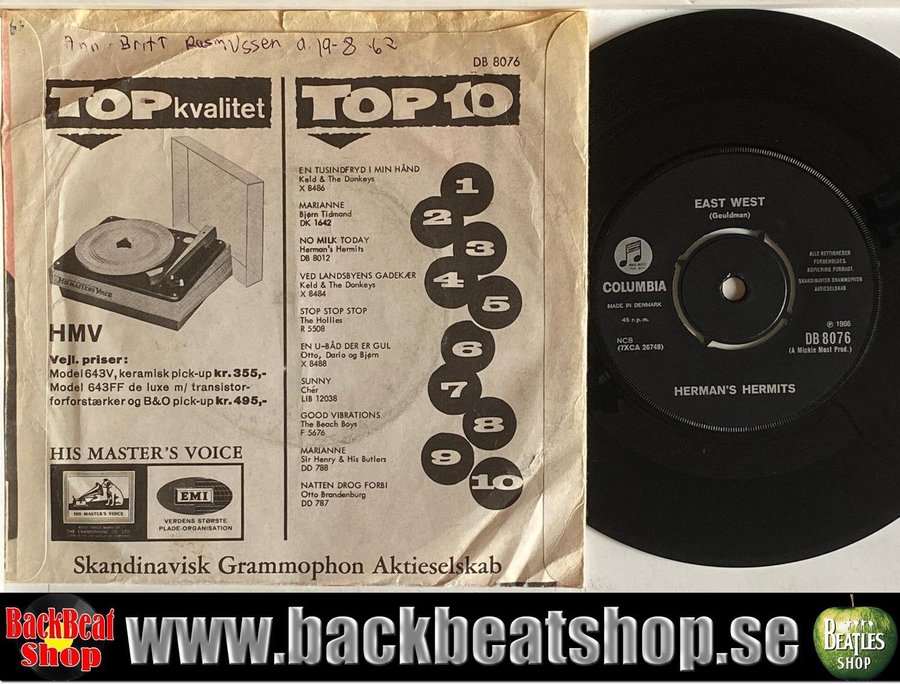 Ann-Britt Rasmussen d. 19-8-62
DB 8076
TOP kvalitet
HIS MASTERS VOICE
HMV
Vejl. priser:
Model 643V, keramisk pick-up kr. 355,-
Model 643FF de luxe m/ transistor-
forforstærker og B&O pick-up kr. 495,-
HIS MASTER'S VOICE
HIS MASTER'S VOICE
EMI
VERDENS STØRSTE
PLADE-ORGANISATION
TOP 10
EN TUSINDFRYD I MIN HÅND
Keld & The Donkeys
X 8486
MARIANNE
Bjørn Tidmand
DK 1642
NO MILK TODAY
Herman's Hermits
DB 8012
VED LANDSBYENS GADEKÆR
Keld & The Donkeys
X 8484
STOP STOP STOP
The Hollies
R 5508
EN U-BÅD DER ER GUL
Otto, Dario og Bjørn
X 8488
SUNNY
Chér
LIB 12038
GOOD VIBRATIONS
The Beach Boys
F 5676
MARIANNE
Sir Henry & His Butlers
DD 788
NATTEN DROG FORBI
Otto Brandenburg
DD 787
1
2
3
4
5
6
7
8
9
10
Skandinavisk Grammophon Aktieselskab
EAST WEST
(Gouldman)
COLUMBIA
MADE IN DENMARK
45 r.p.m.
NCB
(7XCA 28748)
ALLE RETTIGHEDER
FORBEHOLDES.
KOPIERING FORBUDT.
SKANDINAVISK GRAMMOPHON
AKTIESELSKAB
℗ 1966
DB 8076
(A Mickie Most Prod.)
HERMAN'S HERMITS
BackBeat
Shop
www.backbeatshop.se
BEATLES
SHOP